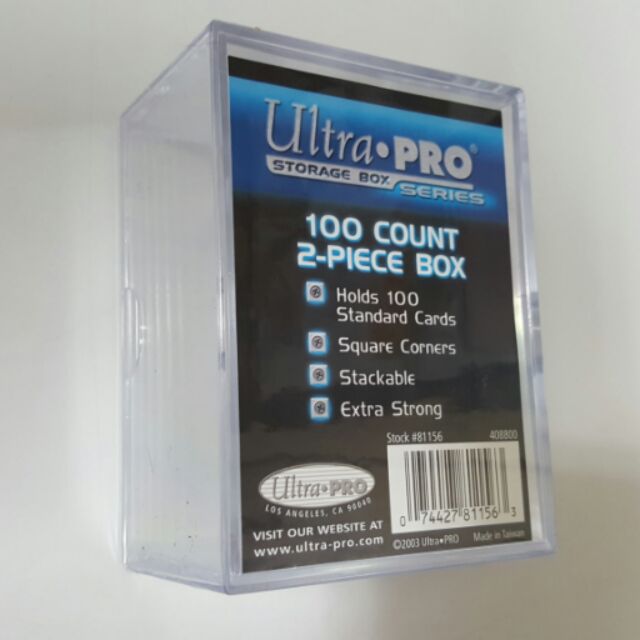 Ultra•PRO®
STORAGE BOX
SERIES
100 COUNT
2-PIECE BOX
Holds 100
Standard Cards
Square Corners
Stackable
Extra Strong
Stock #81156 408800
Ultra•PRO
LOS ANGELES, CA 90040
VISIT OUR WEBSITE AT
www.ultra-pro.com
0 74427 81156 3
©2003 Ultra•PRO Made in Taiwan